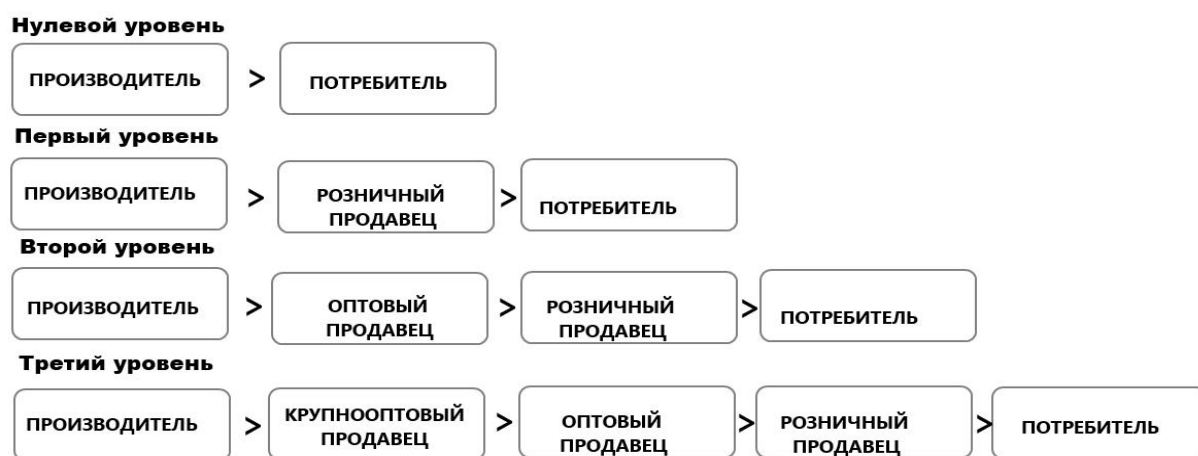 Нулевой уровень
ПРОИЗВОДИТЕЛЬ > ПОТРЕБИТЕЛЬ
Первый уровень
ПРОИЗВОДИТЕЛЬ > РОЗНИЧНЫЙ
ПРОДАВЕЦ > ПОТРЕБИТЕЛЬ
Второй уровень
ПРОИЗВОДИТЕЛЬ > ОПТОВЫЙ
ПРОДАВЕЦ > РОЗНИЧНЫЙ
ПРОДАВЕЦ > ПОТРЕБИТЕЛЬ
Третий уровень
ПРОИЗВОДИТЕЛЬ > КРУПНООПТОВЫЙ
ПРОДАВЕЦ > ОПТОВЫЙ
ПРОДАВЕЦ > РОЗНИЧНЫЙ
ПРОДАВЕЦ > ПОТРЕБИТЕЛЬ